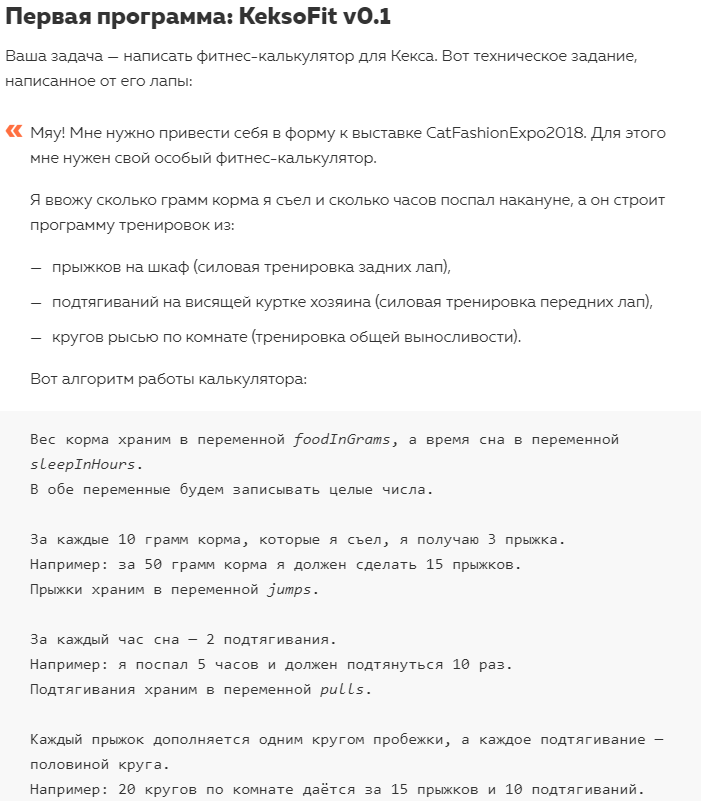 Первая программа: KeksoFit v0.1
Ваша задача — написать фитнес-калькулятор для Кекса. Вот техническое задание,
написанное от его лапы:
« Мяу! Мне нужно привести себя в форму к выставке CatFashionExpo2018. Для этого
мне нужен свой особый фитнес-калькулятор.
Я ввожу сколько грамм корма я съел и сколько часов поспал накануне, а он строит
программу тренировок из:
— прыжков на шкаф (силовая тренировка задних лап),
— подтягиваний на висящей куртке хозяина (силовая тренировка передних лап),
— кругов рысью по комнате (тренировка общей выносливости).
Вот алгоритм работы калькулятора:
Вес корма храним в переменной foodInGrams, а время сна в переменной
sleepInHours.
В обе переменные будем записывать целые числа.
За каждые 10 грамм корма, которые я съел, я получаю 3 прыжка.
Например: за 50 грамм корма я должен сделать 15 прыжков.
Прыжки храним в переменной jumps.
За каждый час сна — 2 подтягивания.
Например: я поспал 5 часов и должен подтянуться 10 раз.
Подтягивания храним в переменной pulls.
Каждый прыжок дополняется одним кругом пробежки, а каждое подтягивание —
половиной круга.
Например: 20 кругов по комнате даётся за 15 прыжков и 10 подтягиваний.